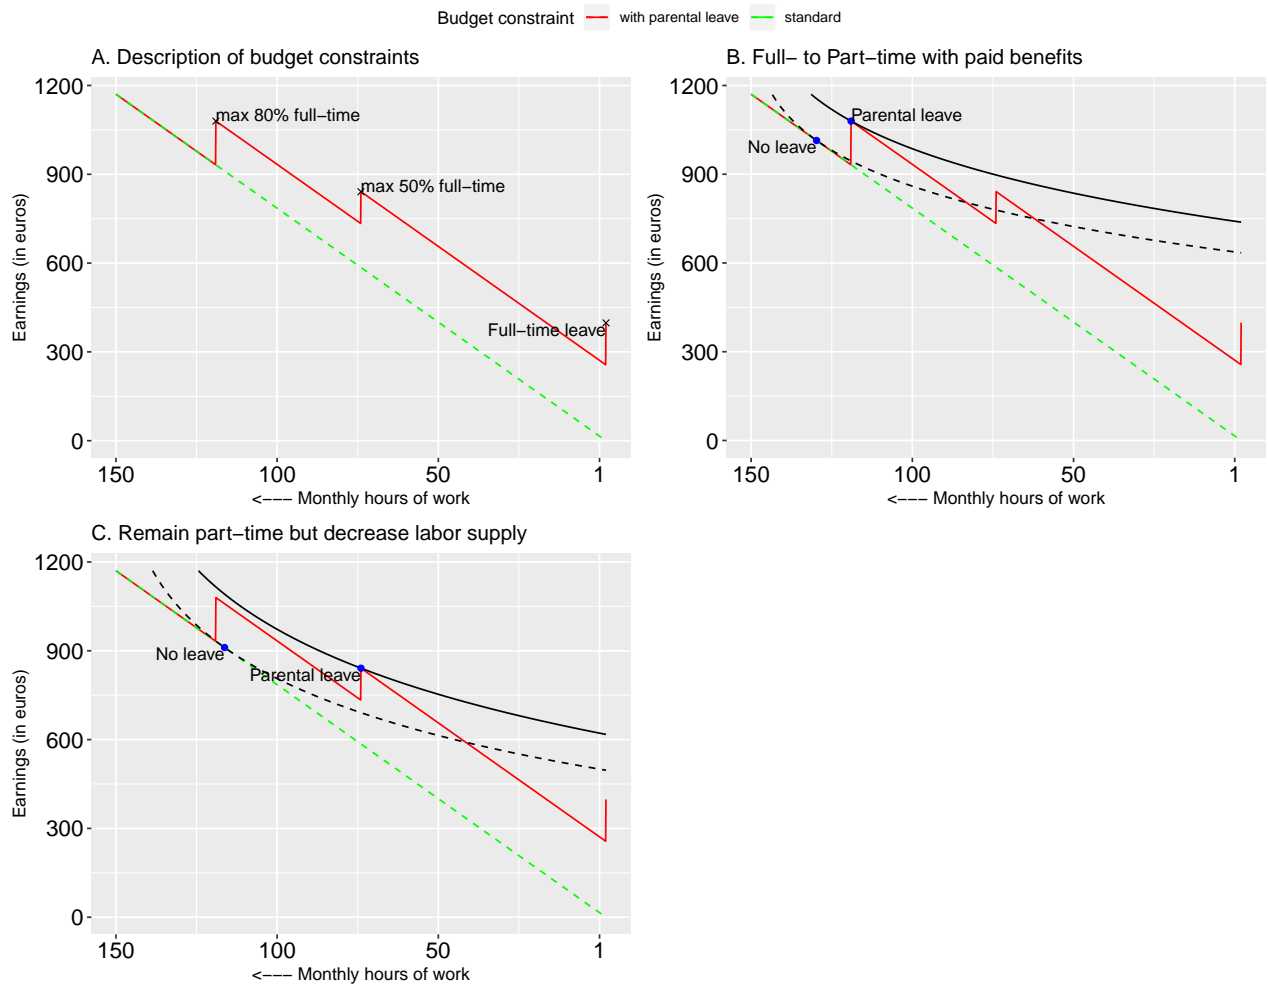 Budget constraint with parental leave standard
A. Description of budget constraints
Earnings (in euros)
1200
900
600
300
0
max 80% full−time
max 50% full−time
Full−time leave
150 100 50 1
<−−− Monthly hours of work
B. Full− to Part−time with paid benefits
Earnings (in euros)
1200
900
600
300
0
Parental leave
No leave
150 100 50 1
<−−− Monthly hours of work
C. Remain part−time but decrease labor supply
Earnings (in euros)
1200
900
600
300
0
No leave
Parental leave
150 100 50 1
<−−− Monthly hours of work